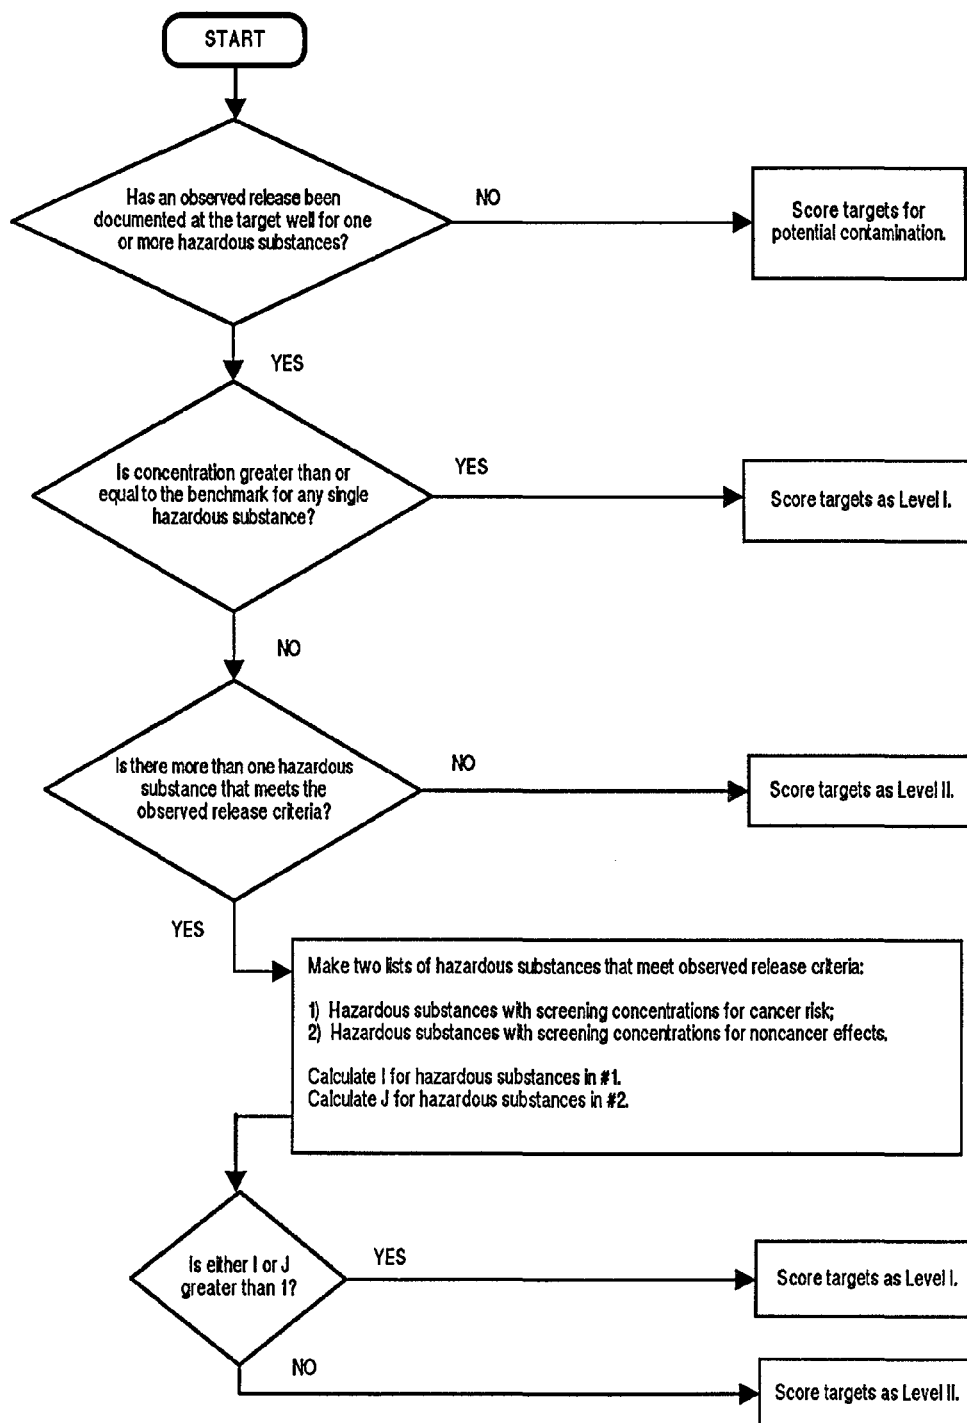 START
Has an observed release been
documented at the target well for one
or more hazardous substances?
NO
Score targets for
potential contamination.
YES
Is concentration greater than or
equal to the benchmark for any single
hazardous substance?
YES
Score targets as Level I.
NO
Is there more than one hazardous
substance that meets the
observed release criteria?
NO
Score targets as Level II.
YES
Make two lists of hazardous substances that meet observed release criteria:
1) Hazardous substances with screening concentrations for cancer risk;
2) Hazardous substances with screening concentrations for noncancer effects.
Calculate I for hazardous substances in #1.
Calculate J for hazardous substances in #2.
Is either I or J
greater than 1?
YES
Score targets as Level I.
NO
Score targets as Level II.